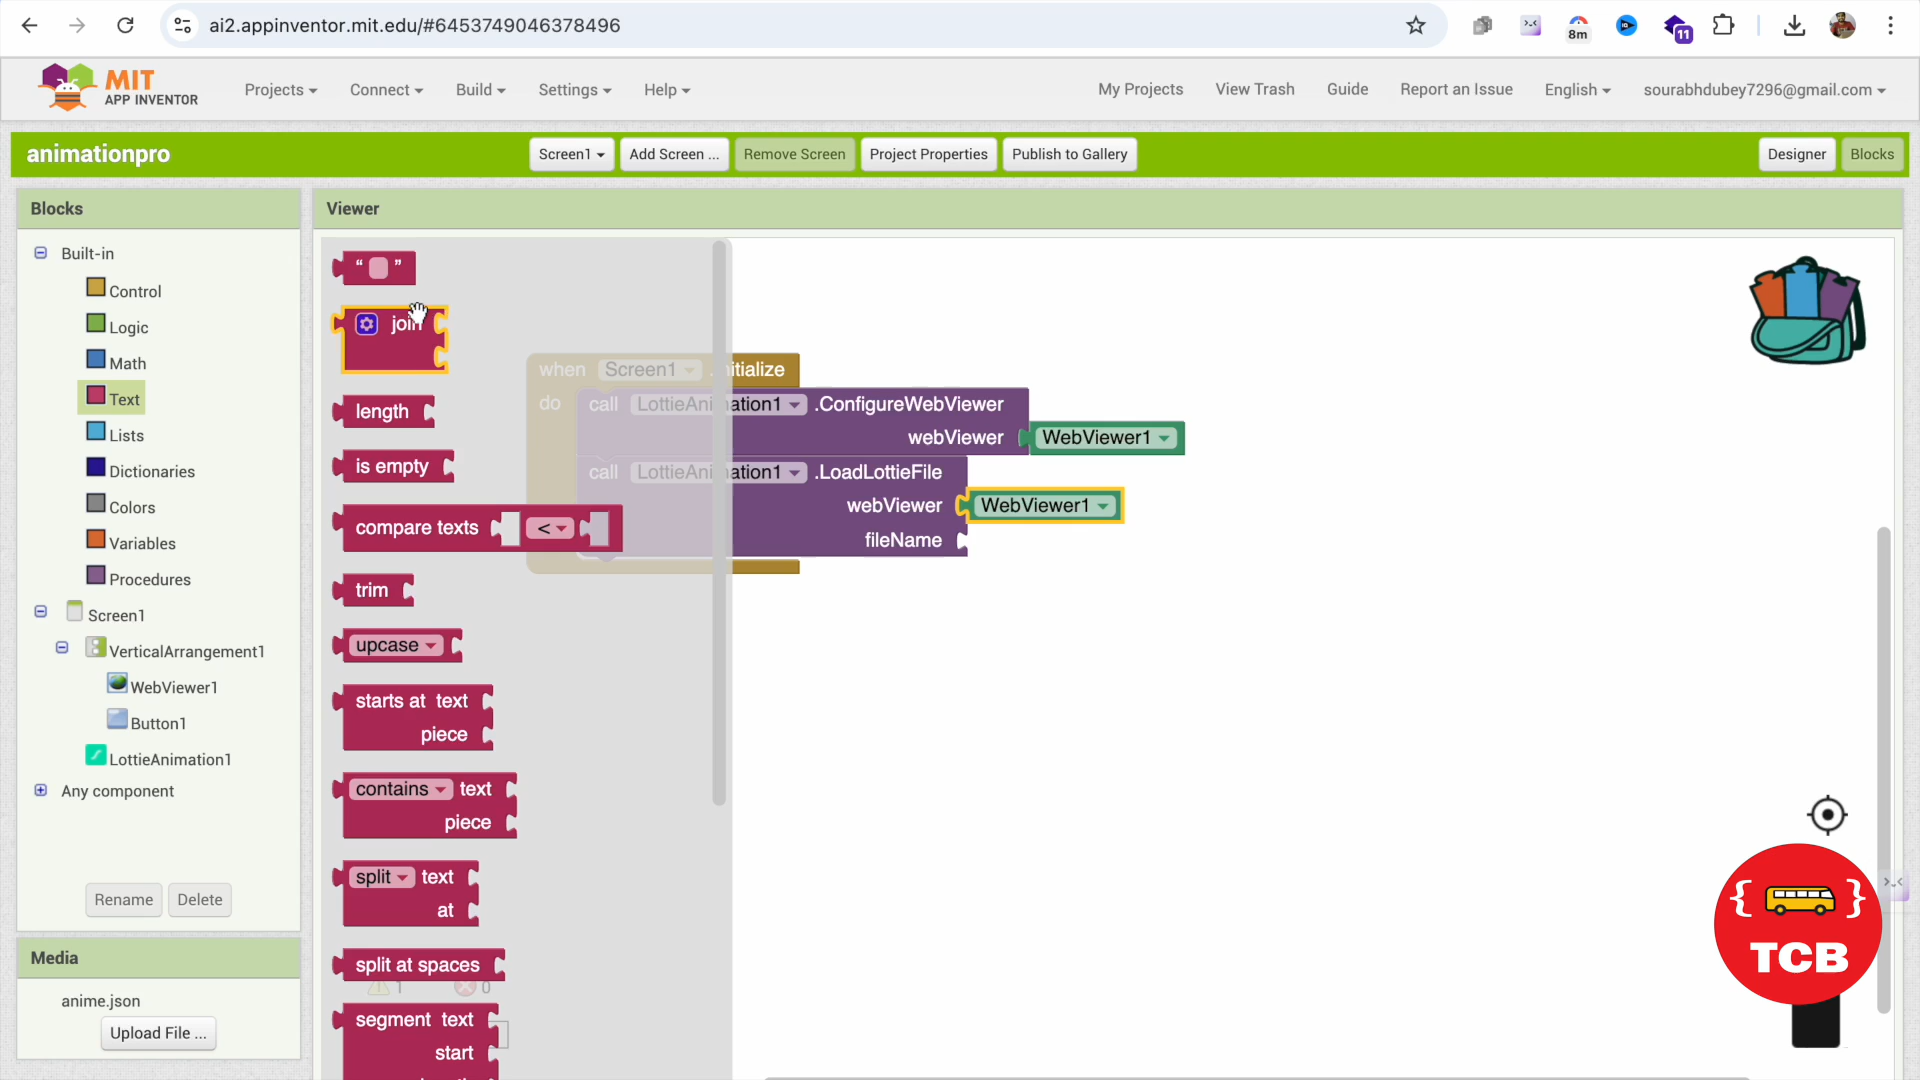 ai2.appinventor.mit.edu/#6453749046378496
8m
11
MIT
APP INVENTOR
Projects
Connect
Build
Settings
Help
My Projects
View Trash
Guide
Report an Issue
English
sourabhdubey7296@gmail.com
animationpro
Screen1
Add Screen ...
Remove Screen
Project Properties
Publish to Gallery
Designer
Blocks
Blocks
Built-in
Control
Logic
Math
Text
Lists
Dictionaries
Colors
Variables
Procedures
Screen1
VerticalArrangement1
WebViewer1
Button1
LottieAnimation1
Any component
Rename
Delete
Media
anime.json
Upload File ...
Viewer
“ ”
join
length
is empty
compare texts <
trim
upcase
starts at text
piece
contains text
piece
split text
at
split at spaces
1 0
segment text
start
when Screen1 .Initialize
do call LottieAnimation1 .ConfigureWebViewer
webViewer WebViewer1
call LottieAnimation1 .LoadLottieFile
webViewer WebViewer1
fileName
{ }
TCB